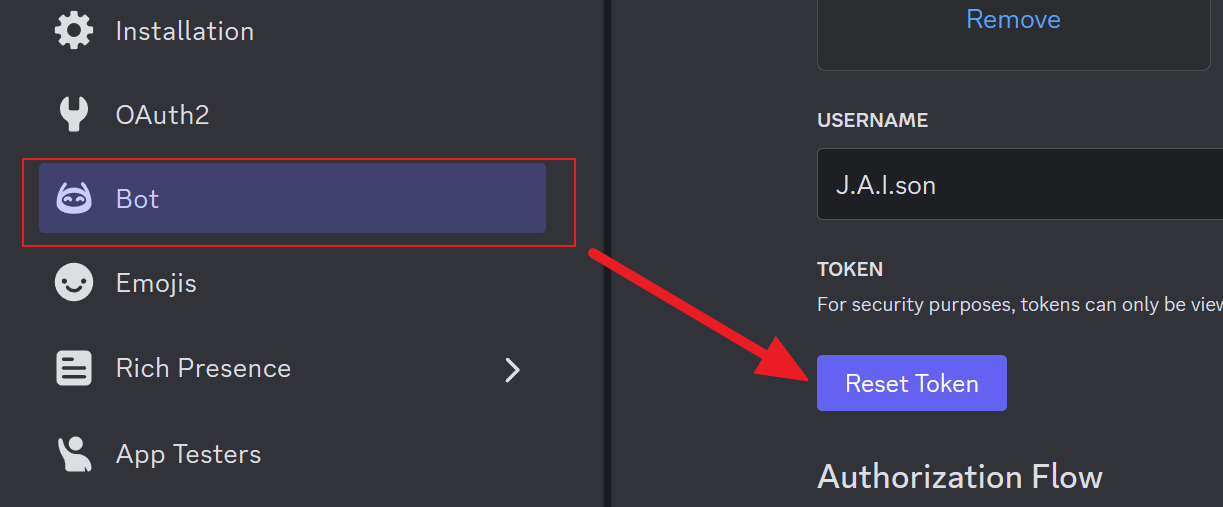 Installation
OAuth2
Bot
Emojis
Rich Presence
App Testers
Remove
USERNAME
J.A.I.son
TOKEN
For security purposes, tokens can only be
Reset Token
Authorization Flow